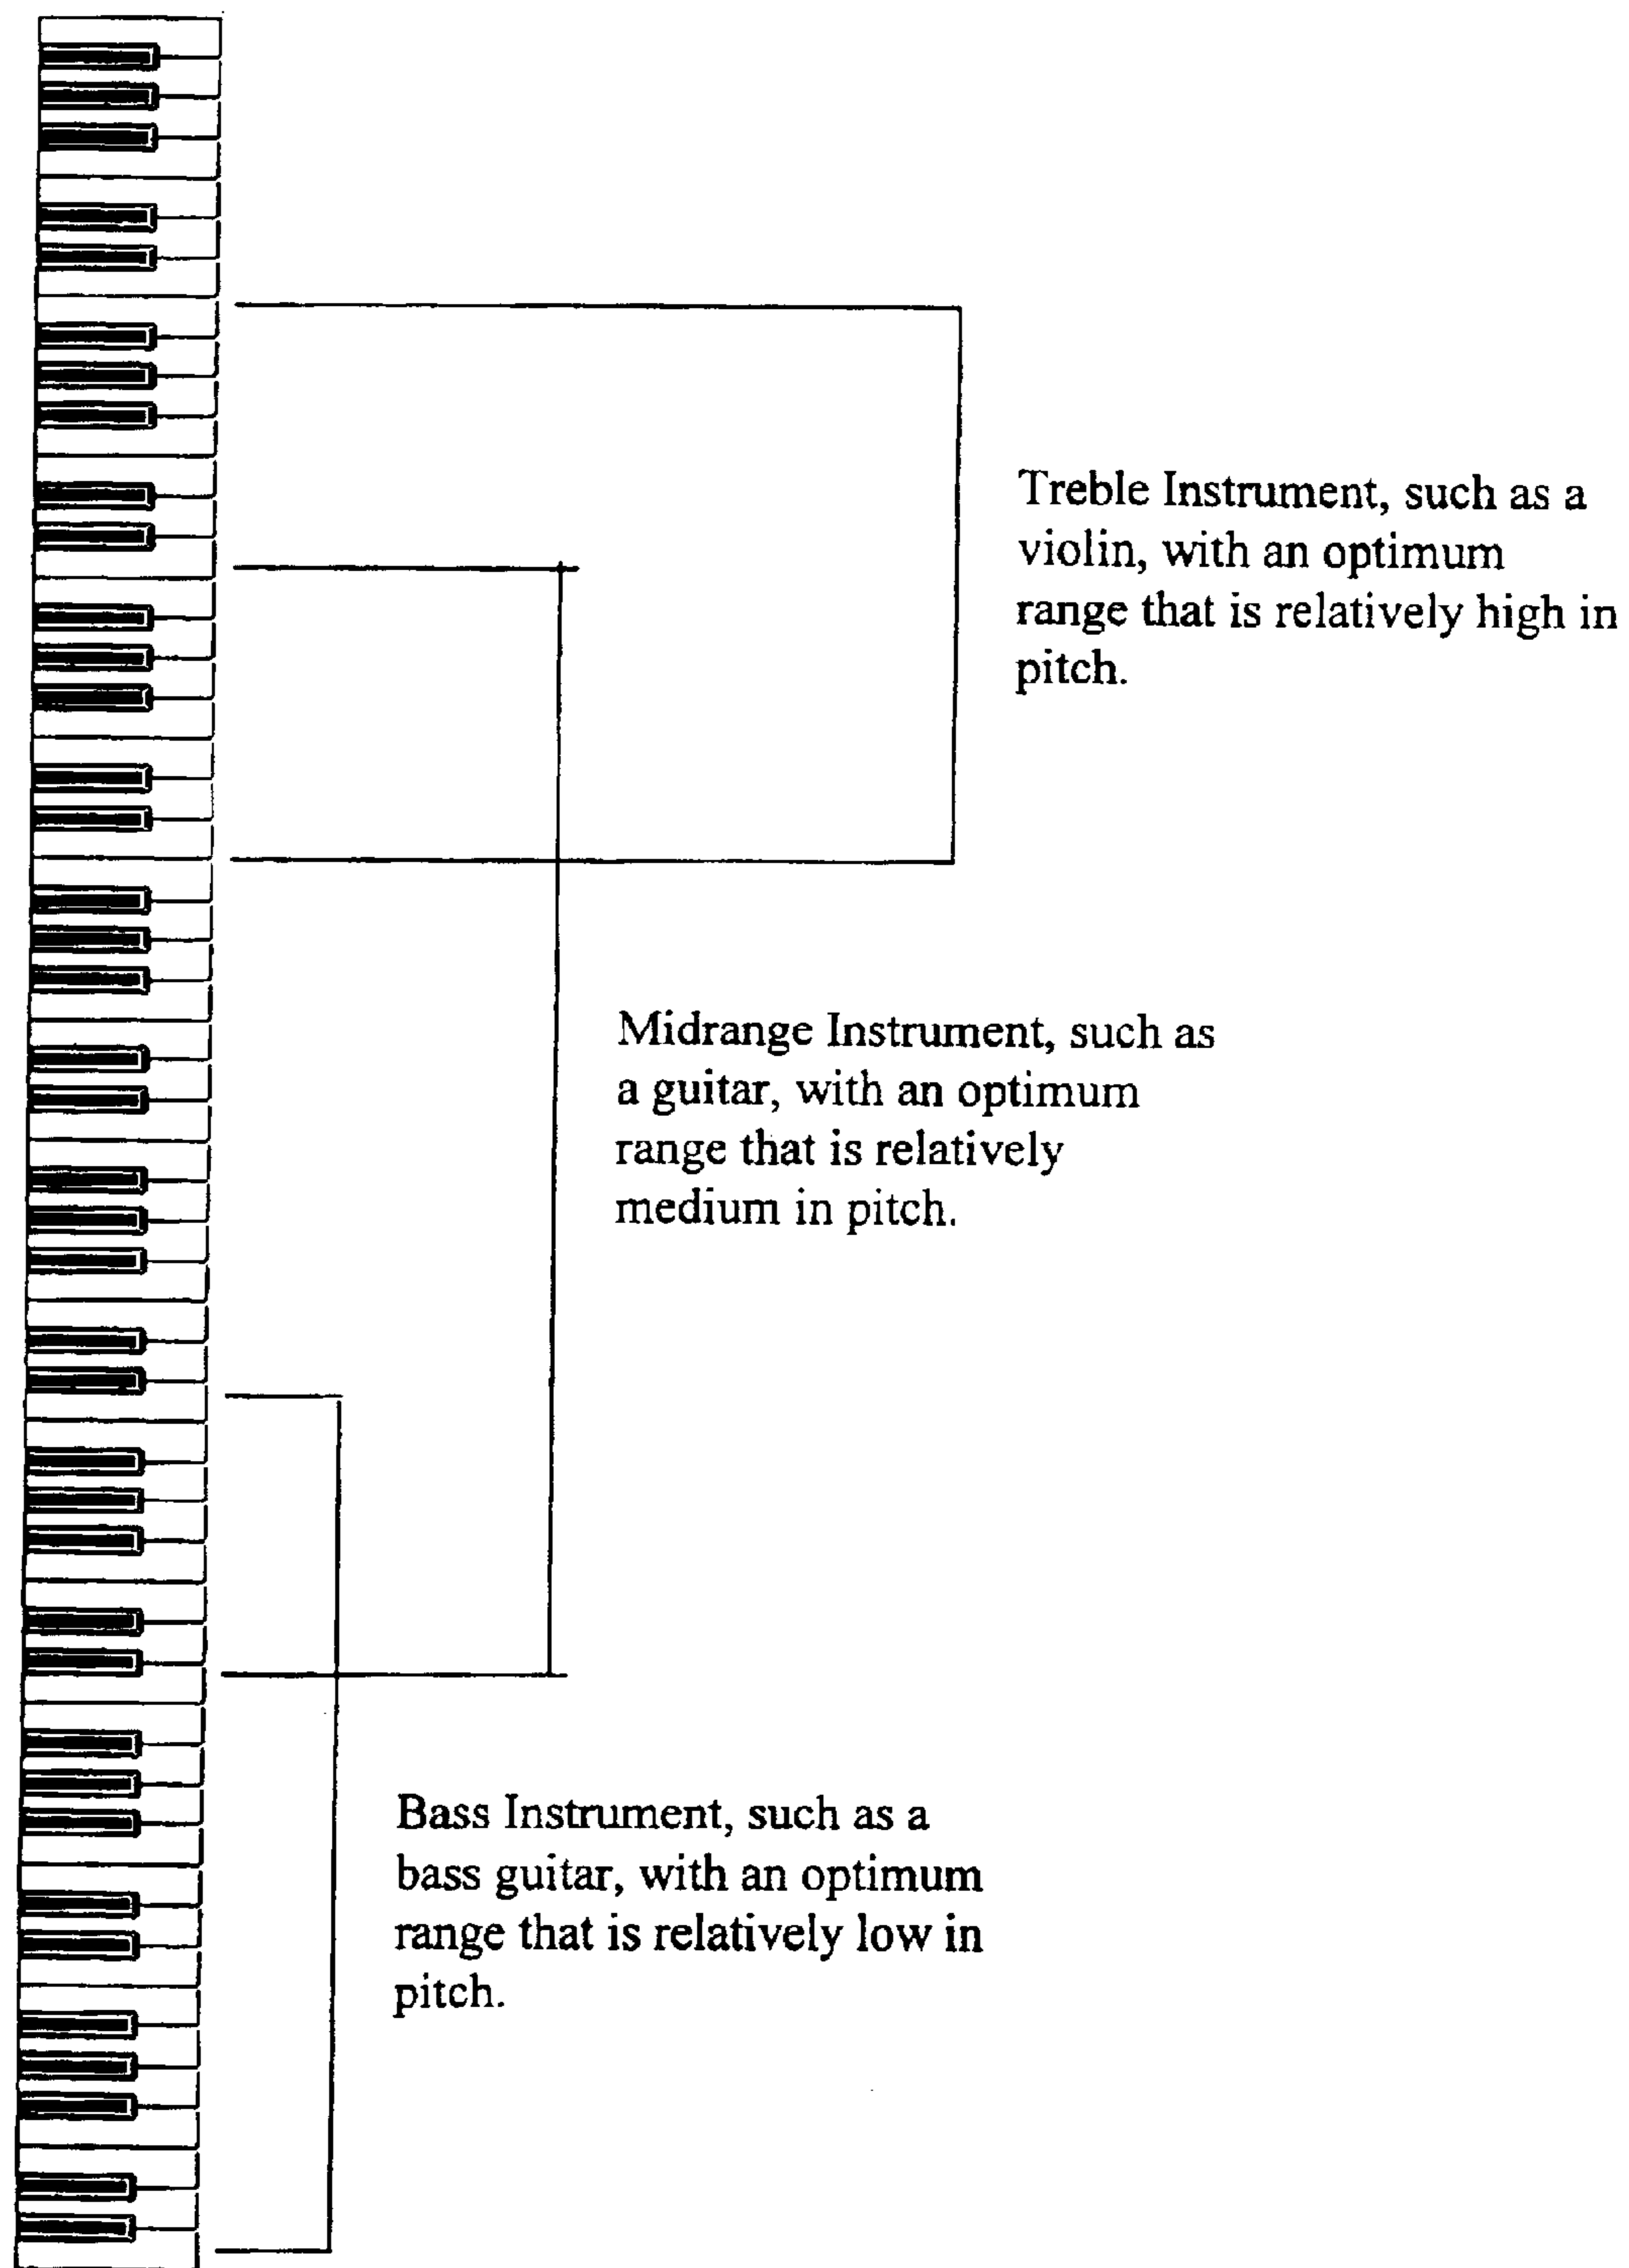 Treble Instrument, such as a
violin, with an optimum
range that is relatively high in
pitch.
Midrange Instrument, such as
a guitar, with an optimum
range that is relatively
medium in pitch.
Bass Instrument, such as a
bass guitar, with an optimum
range that is relatively low in
pitch.